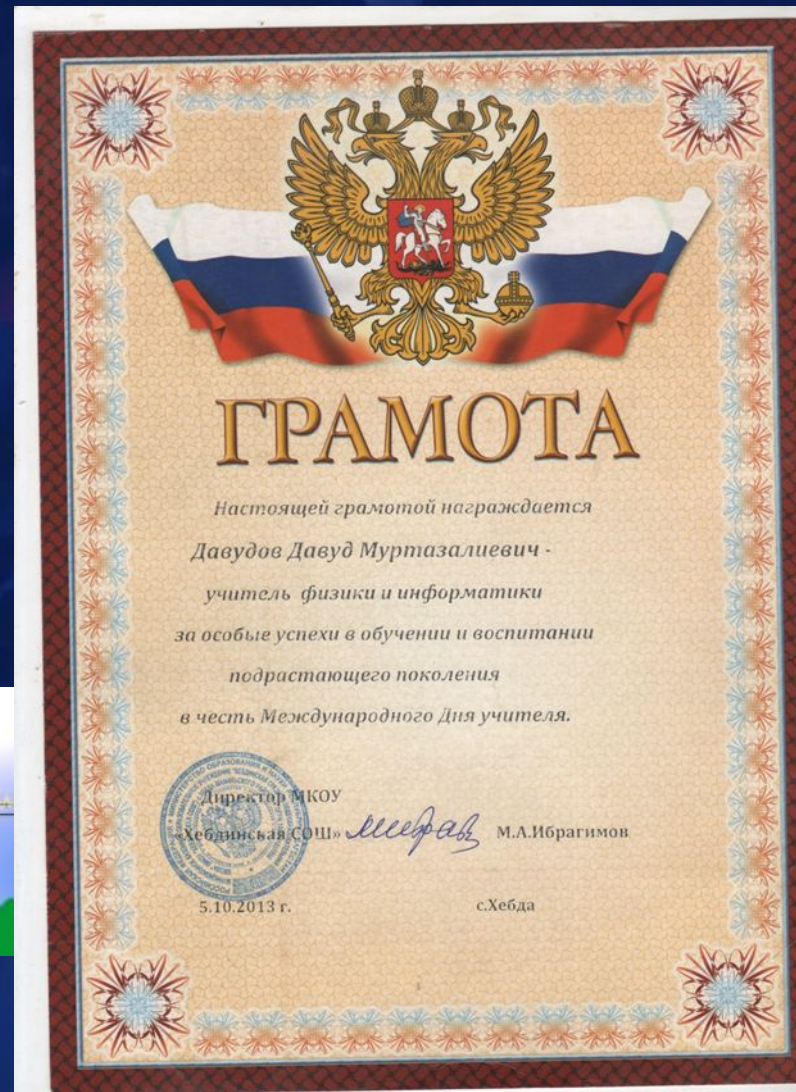 ГРАМОТА
Настоящей грамотой награждается
Давудов Давуд Муртазалиевич -
учитель физики и информатики
за особые успехи в обучении и воспитании
подрастающего поколения
в честь Международного Дня учителя.
Директор МКОУ
«Хебдинская СОШ» М.А.Ибрагимов
5.10.2013 г. с.Хебда